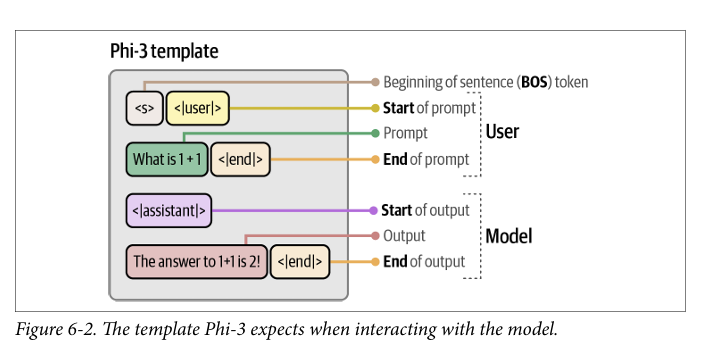 Phi-3 template
Beginning of sentence (BOS) token
<s> <|user|> Start of prompt
Prompt
User
What is 1 + 1 <|end|> End of prompt
<|assistant|> Start of output
Output
Model
The answer to 1+1 is 2! <|end|> End of output
Figure 6-2. The template Phi-3 expects when interacting with the model.